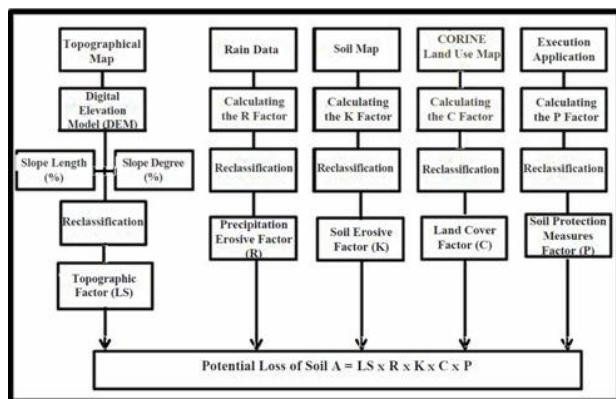 Topographical
Map
Digital
Elevation
Model (DEM)
Slope Length
(%)
Slope Degree
(%)
Reclassification
Topographic
Factor (LS)
Rain Data
Calculating
the R Factor
Reclassification
Precipitation
Erosive Factor
(R)
Soil Map
Calculating
the K Factor
Reclassification
Soil Erosive
Factor (K)
CORINE
Land Use Map
Calculating
the C Factor
Reclassification
Land Cover
Factor (C)
Execution
Application
Calculating
the P Factor
Reclassification
Soil Protection
Measures
Factor (P)
Potential Loss of Soil A = LS x R x K x C x P